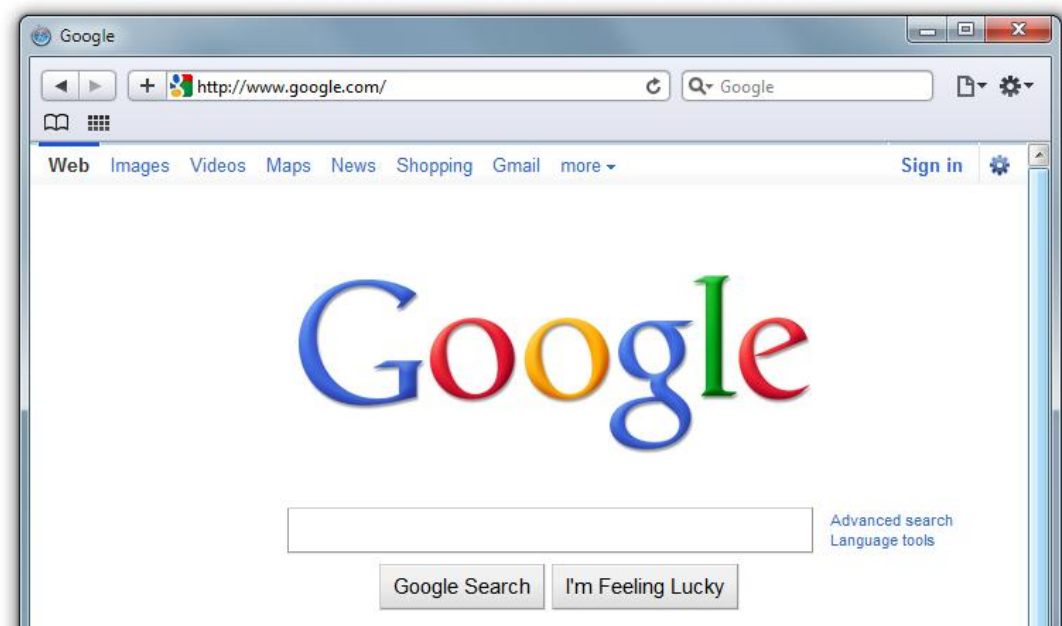 Google
http://www.google.com/ Google
Web Images Videos Maps News Shopping Gmail more Sign in
Google
Advanced search
Language tools
Google Search I'm Feeling Lucky